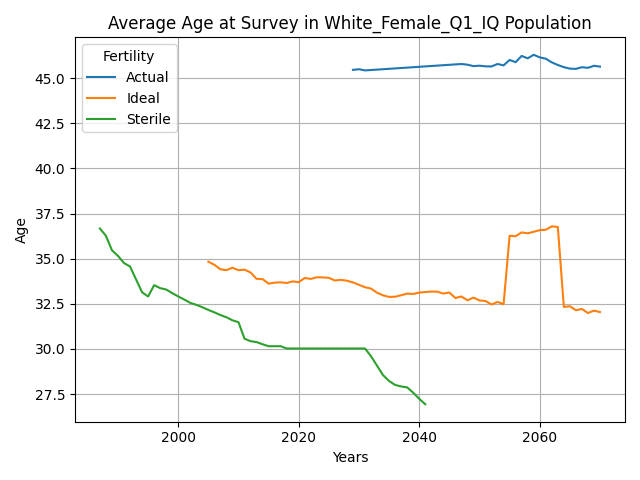 Average Age at Survey in White_Female_Q1_IQ Population
Fertility
Actual
Ideal
Sterile
45.0
42.5
40.0
37.5
35.0
32.5
30.0
27.5
Age
2000
2020
2040
2060
Years